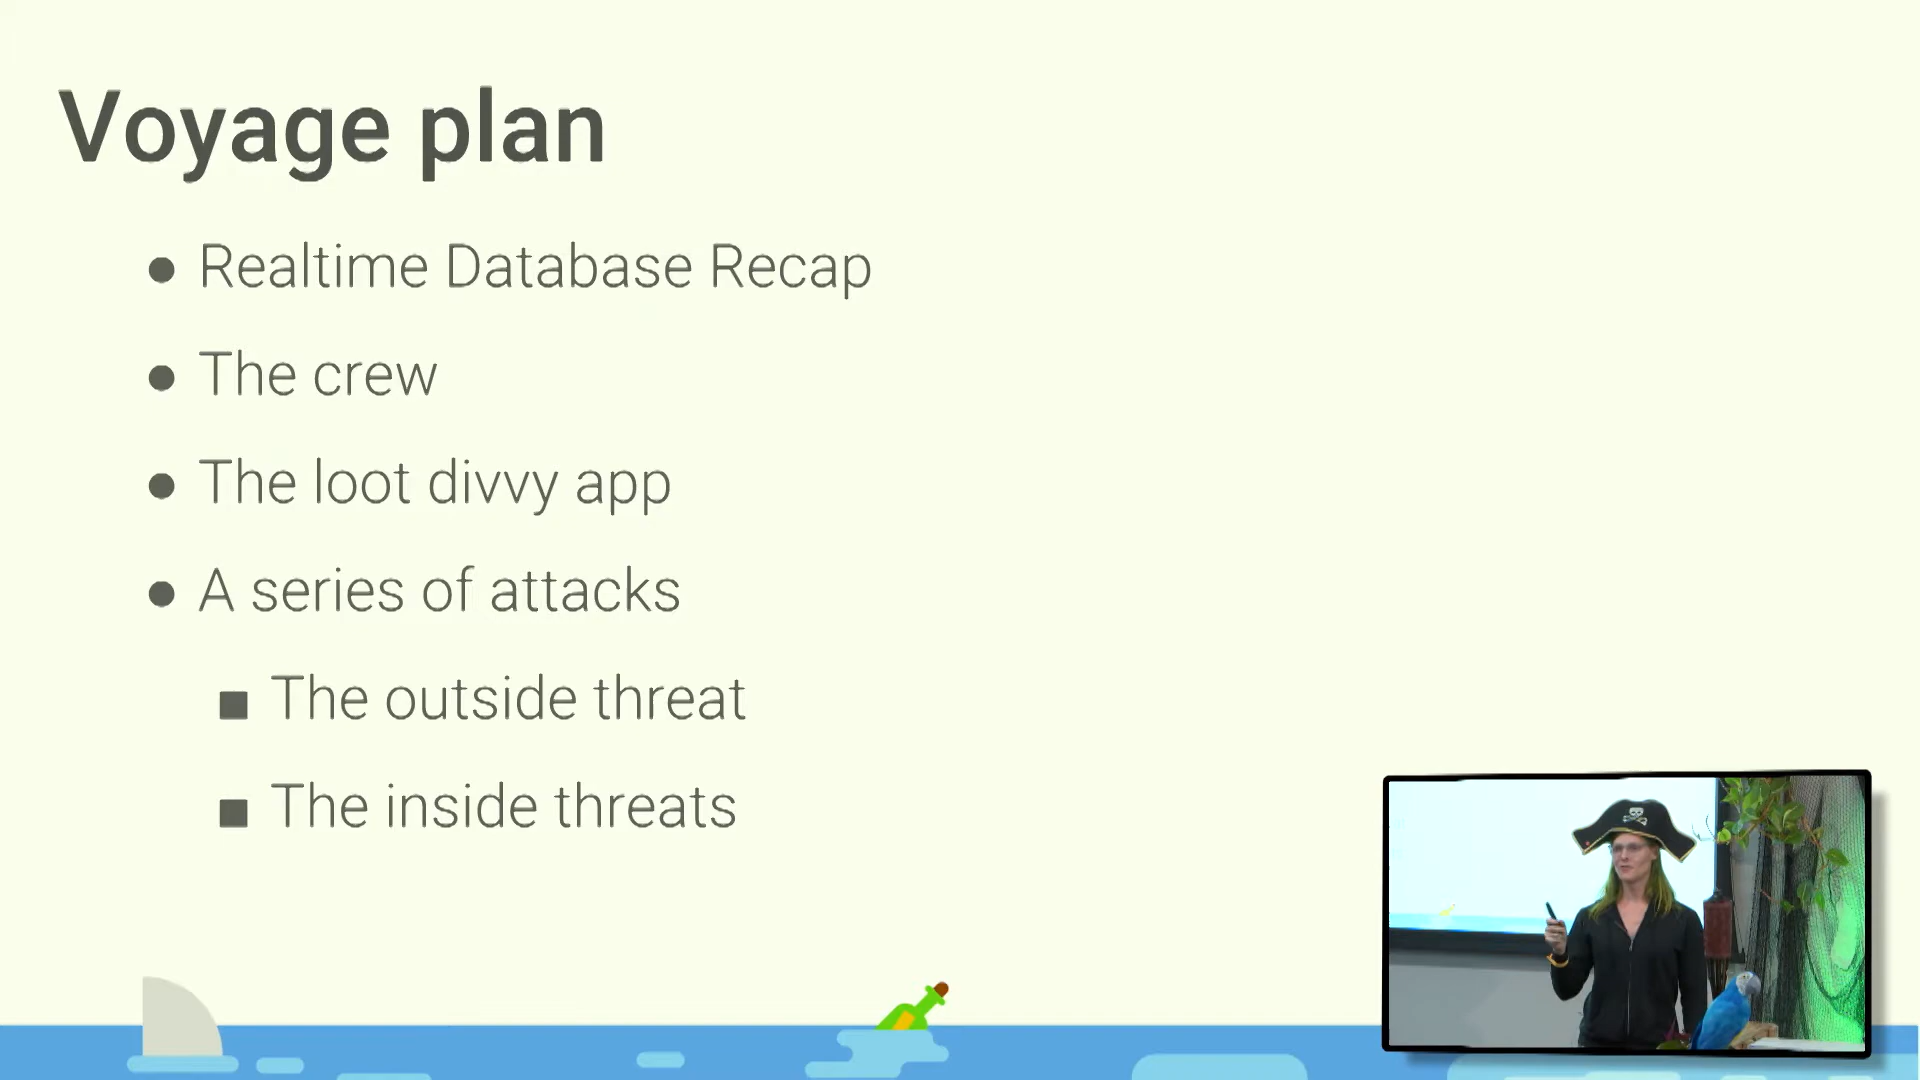 Voyage plan
Realtime Database Recap
The crew
The loot divvy app
A series of attacks
The outside threat
The inside threats